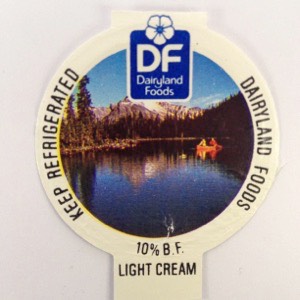 DF
Dairyland
Foods
KEEP REFRIGERATED
DAIRYLAND FOODS
10% B.F.
LIGHT CREAM